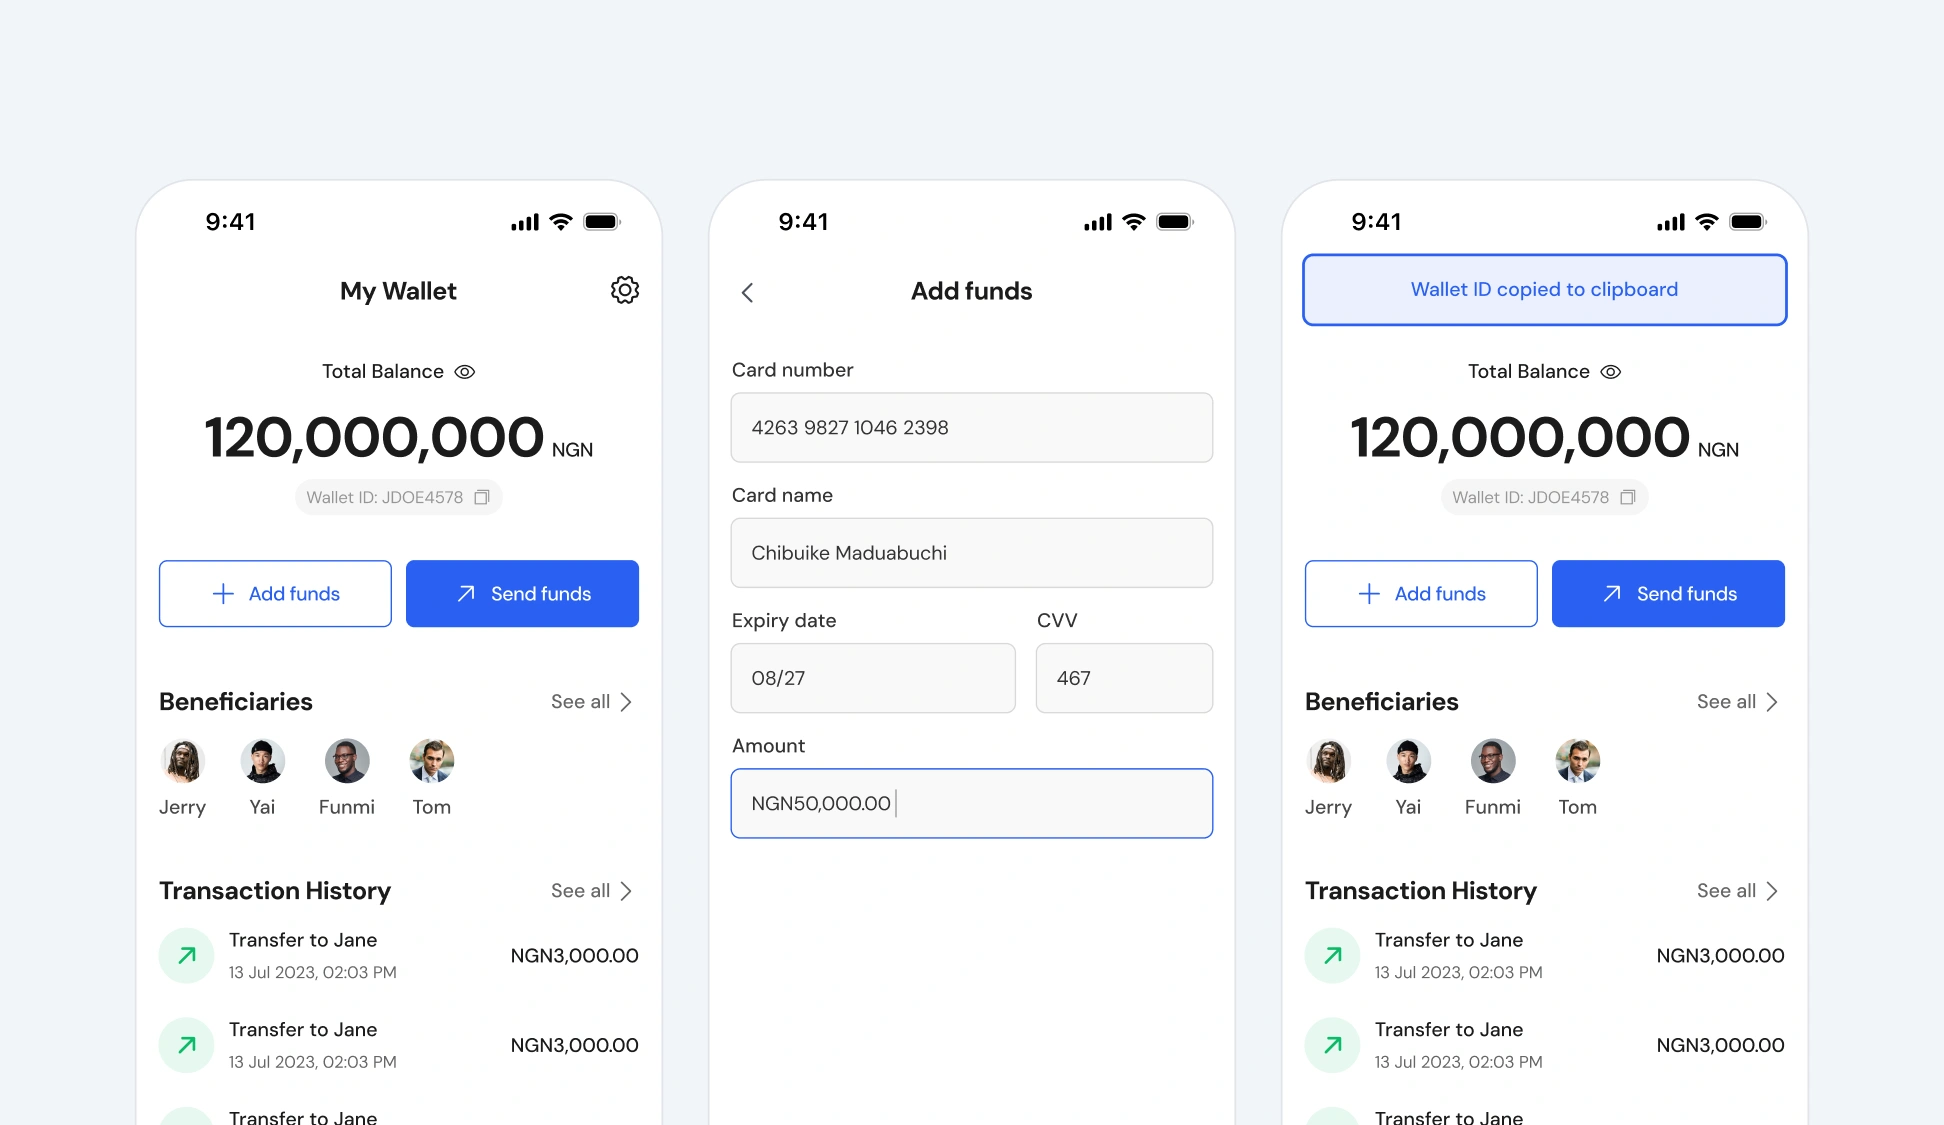 9:41
My Wallet
Total Balance
120,000,000 NGN
Wallet ID: JDOE4578
Add funds
Send funds
Beneficiaries
See all
Jerry
Yai
Funmi
Tom
Transaction History
See all
Transfer to Jane
13 Jul 2023, 02:03 PM
NGN3,000.00
Transfer to Jane
13 Jul 2023, 02:03 PM
NGN3,000.00
Transfer to Jane
9:41
Add funds
Card number
4263 9827 1046 2398
Card name
Chibuike Maduabuchi
Expiry date
CVV
08/27
467
Amount
NGN50,000.00
9:41
Wallet ID copied to clipboard
Total Balance
120,000,000 NGN
Wallet ID: JDOE4578
Add funds
Send funds
Beneficiaries
See all
Jerry
Yai
Funmi
Tom
Transaction History
See all
Transfer to Jane
13 Jul 2023, 02:03 PM
NGN3,000.00
Transfer to Jane
13 Jul 2023, 02:03 PM
NGN3,000.00
Transfer to Jane